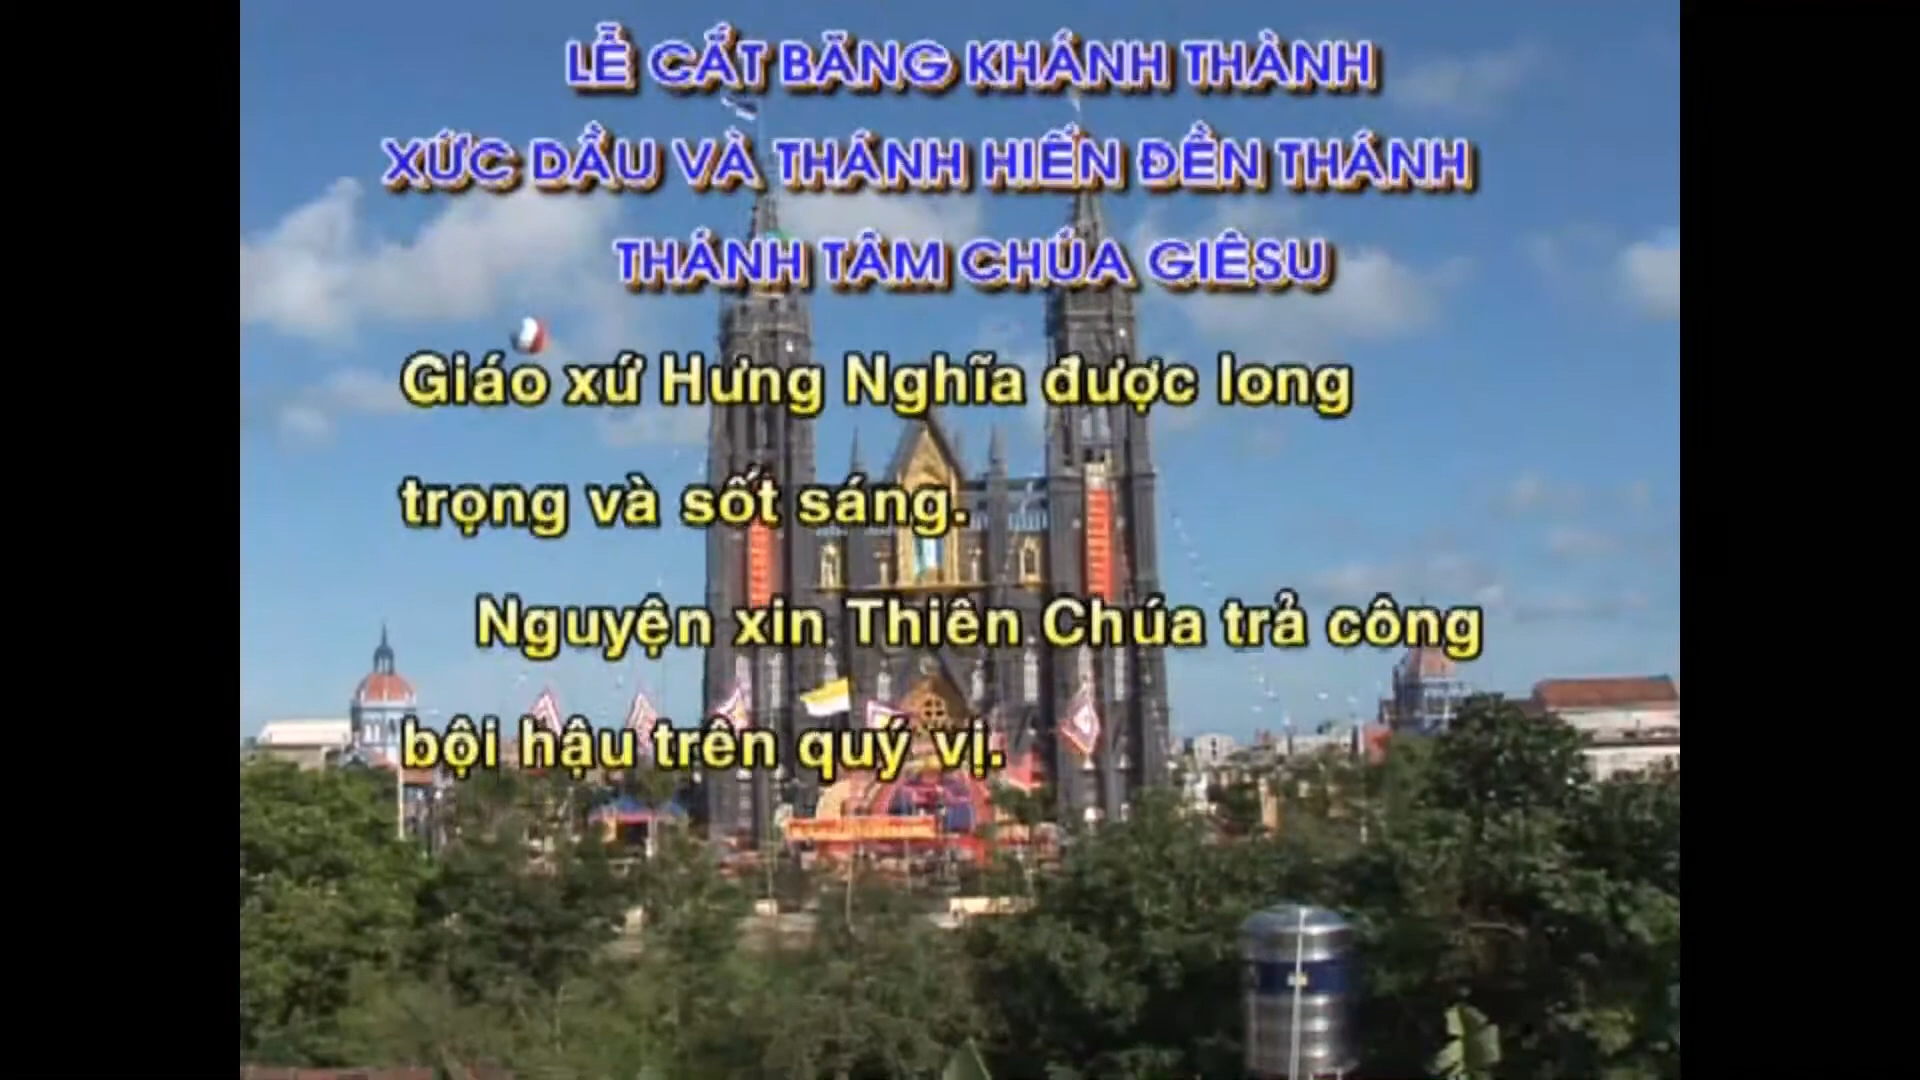 LỄ CẮT BĂNG KHÁNH THÀNH
XỨC DẦU VÀ THÁNH HIẾN ĐỀN THÁNH
THÁNH TÂM CHÚA GIÊSU
Giáo xứ Hưng Nghĩa được long
trọng và sốt sáng.
Nguyện xin Thiên Chúa trả công
bội hậu trên quý vị.